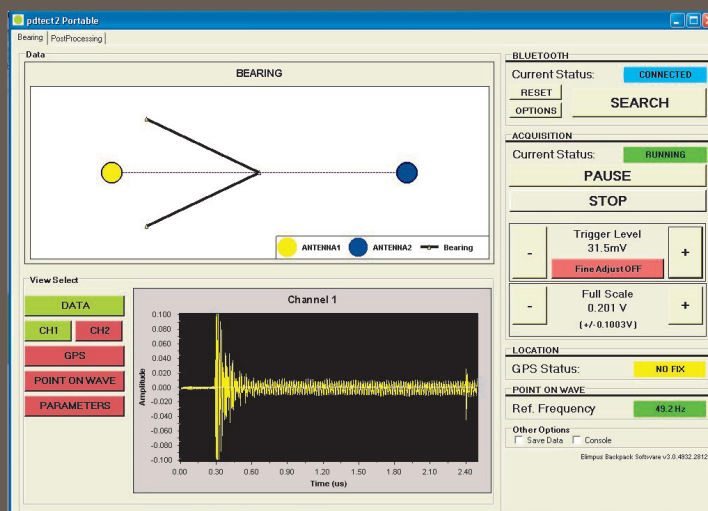 pdtect2 Portable
Bearing PostProcessing
Data
BEARING
ANTENNA1 ANTENNA2 Bearing
View Select
DATA
CH1 CH2
GPS
POINT ON WAVE
PARAMETERS
Channel 1
Amplitude
0.100
0.080
0.060
0.040
0.020
0.000
-0.020
-0.040
-0.060
-0.080
-0.100
0.00 0.30 0.60 0.90 1.20 1.50 1.80 2.10 2.40
Time (us)
BLUETOOTH
Current Status: CONNECTED
RESET
OPTIONS
SEARCH
ACQUISITION
Current Status: RUNNING
PAUSE
STOP
- Trigger Level +
31.5mV
Fine Adjust OFF
- Full Scale +
0.201 V
(+/-0.1003V)
LOCATION
GPS Status: NO FIX
POINT ON WAVE
Ref. Frequency 49.2 Hz
Other Options
Save Data Console
Elimpus Backpack Software v3.0.4932.2812